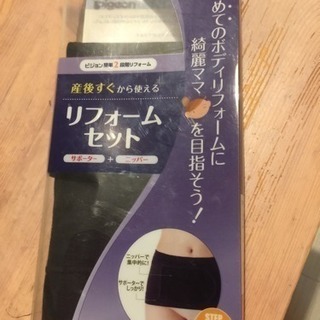 Pigeon
ピジョン簡単2段階リフォーム
産後すぐから使える
リフォーム
セット
サポーター + ニッパー
めてのボディリフォームに
綺麗ママ
を目指そう!
ニッパーで
集中的に!
サポーターで
しっかり!
STEP